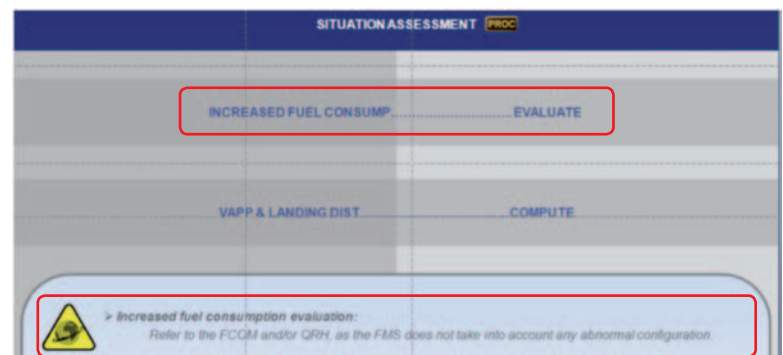 SITUATION ASSESSMENT PROC
INCREASED FUEL CONSUMP..............................EVALUATE
VAPP & LANDING DIST......................................COMPUTE
➢ Increased fuel consumption evaluation:
Refer to the FCOM and/or QRH, as the FMS does not take into account any abnormal configuration